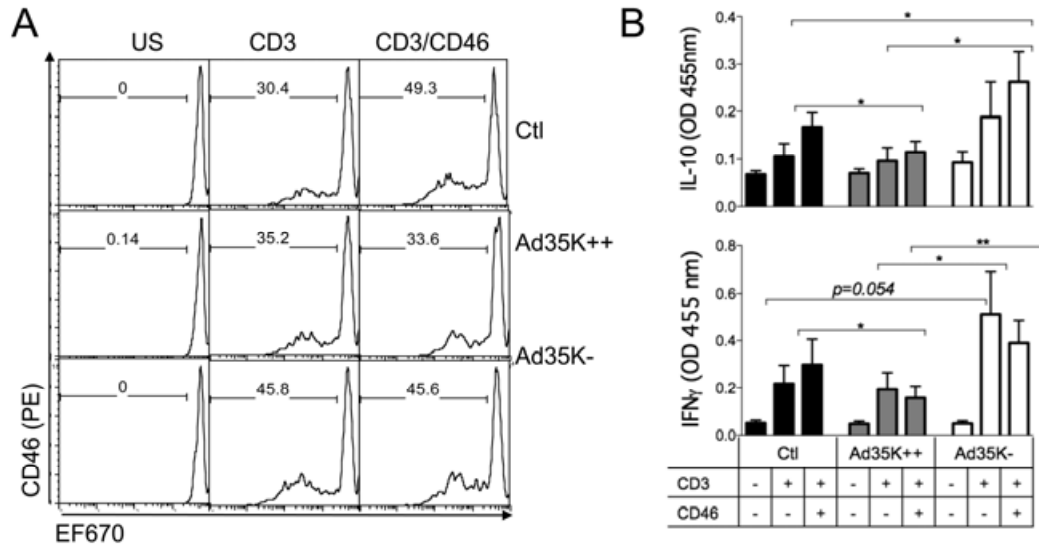 A
US CD3 CD3/CD46
0 30.4 49.3
Ctl
0.14 35.2 33.6
Ad35K++
0 45.8 45.6
Ad35K-
CD46 (PE)
EF670
B
IL-10 (OD 455nm)
0.4
0.3
0.2
0.1
0.0
*
*
*
IFNγ (OD 455 nm)
0.8
0.6
0.4
0.2
0.0
**
*
p=0.054
*
Ctl Ad35K++ Ad35K-
CD3 - + + - + + - + +
CD46 - - + - - + - - +